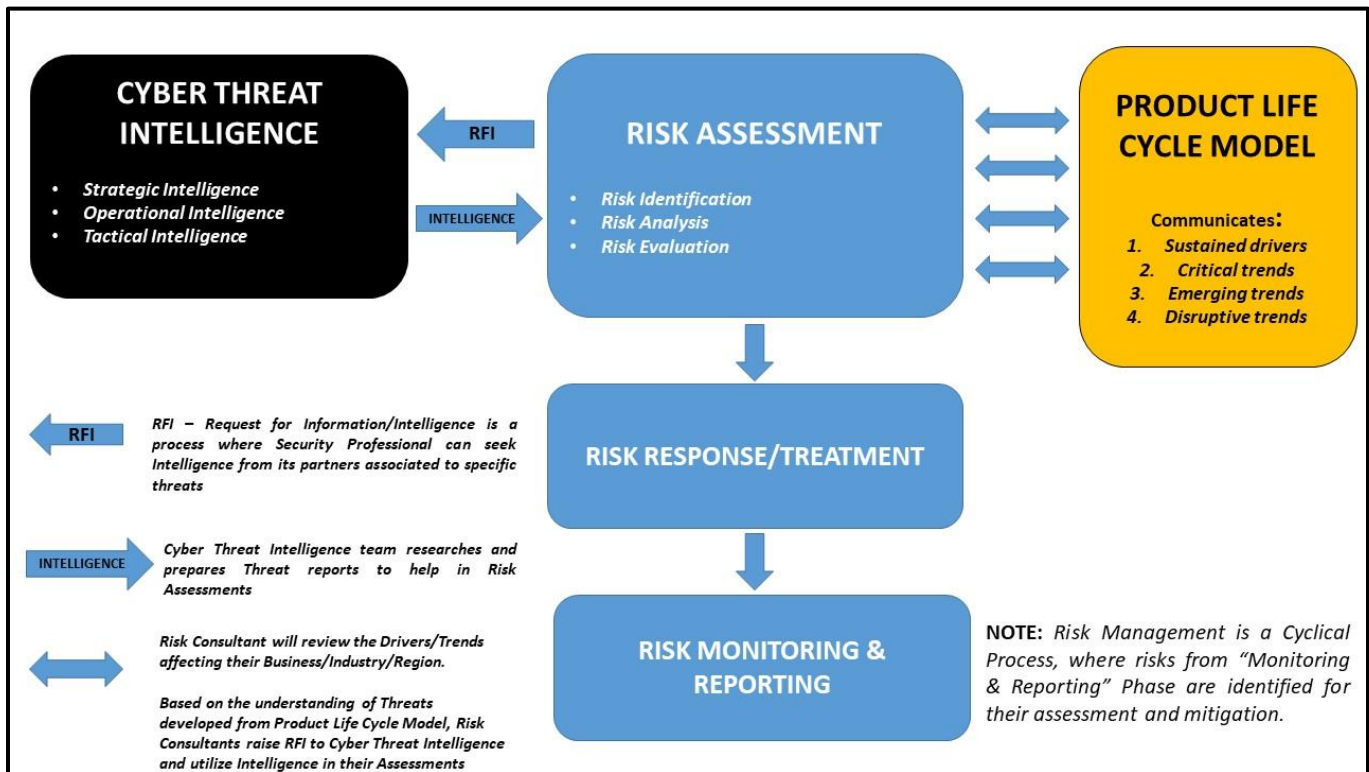 CYBER THREAT
INTELLIGENCE
• Strategic Intelligence
• Operational Intelligence
• Tactical Intelligence
RFI
INTELLIGENCE
RISK ASSESSMENT
• Risk Identification
• Risk Analysis
• Risk Evaluation
PRODUCT LIFE
CYCLE MODEL
Communicates:
1. Sustained drivers
2. Critical trends
3. Emerging trends
4. Disruptive trends
RISK RESPONSE/TREATMENT
RISK MONITORING &
REPORTING
RFI
RFI – Request for Information/Intelligence is a
process where Security Professional can seek
Intelligence from its partners associated to specific
threats
INTELLIGENCE
Cyber Threat Intelligence team researches and
prepares Threat reports to help in Risk
Assessments
Risk Consultant will review the Drivers/Trends
affecting their Business/Industry/Region.
Based on the understanding of Threats
developed from Product Life Cycle Model, Risk
Consultants raise RFI to Cyber Threat Intelligence
and utilize Intelligence in their Assessments
NOTE: Risk Management is a Cyclical
Process, where risks from “Monitoring
& Reporting” Phase are identified for
their assessment and mitigation.